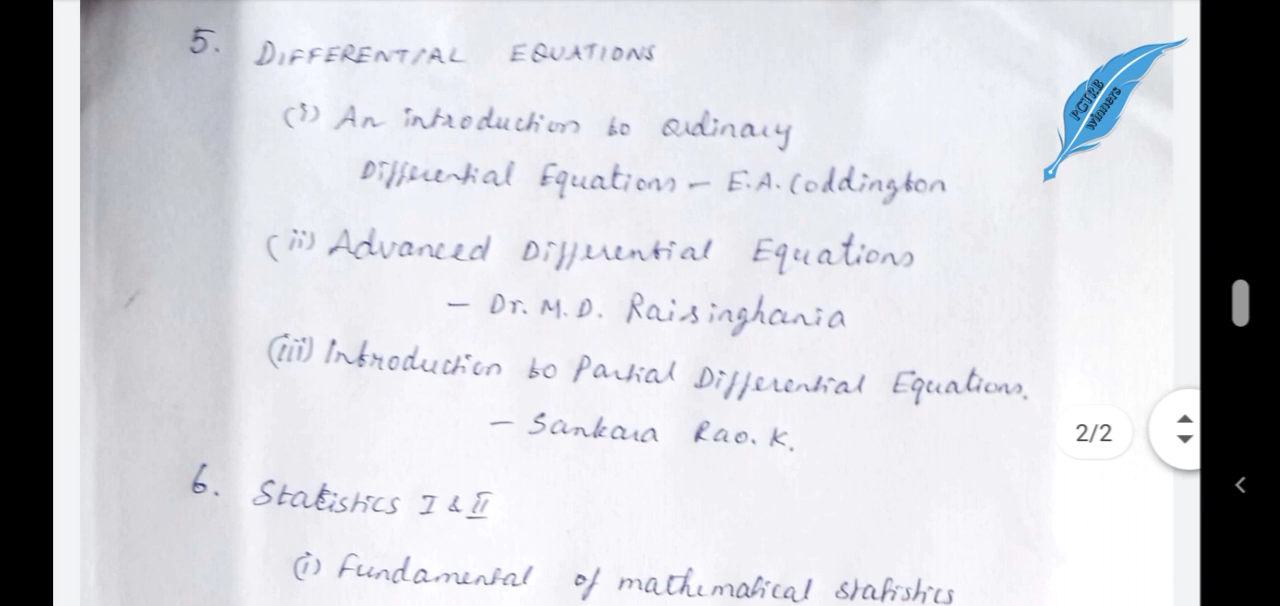 5. DIFFERENTIAL EQUATIONS
(i) An introduction to ordinary
Differential Equations - E.A. Coddington
(ii) Advanced Differential Equations
- Dr. M.D. Raisinghania
(iii) Introduction to Partial Differential Equations.
- Sankara Rao. K.
6. Statistics I & II
(i) Fundamental of mathematical statistics
PGTRB
Winners
2/2